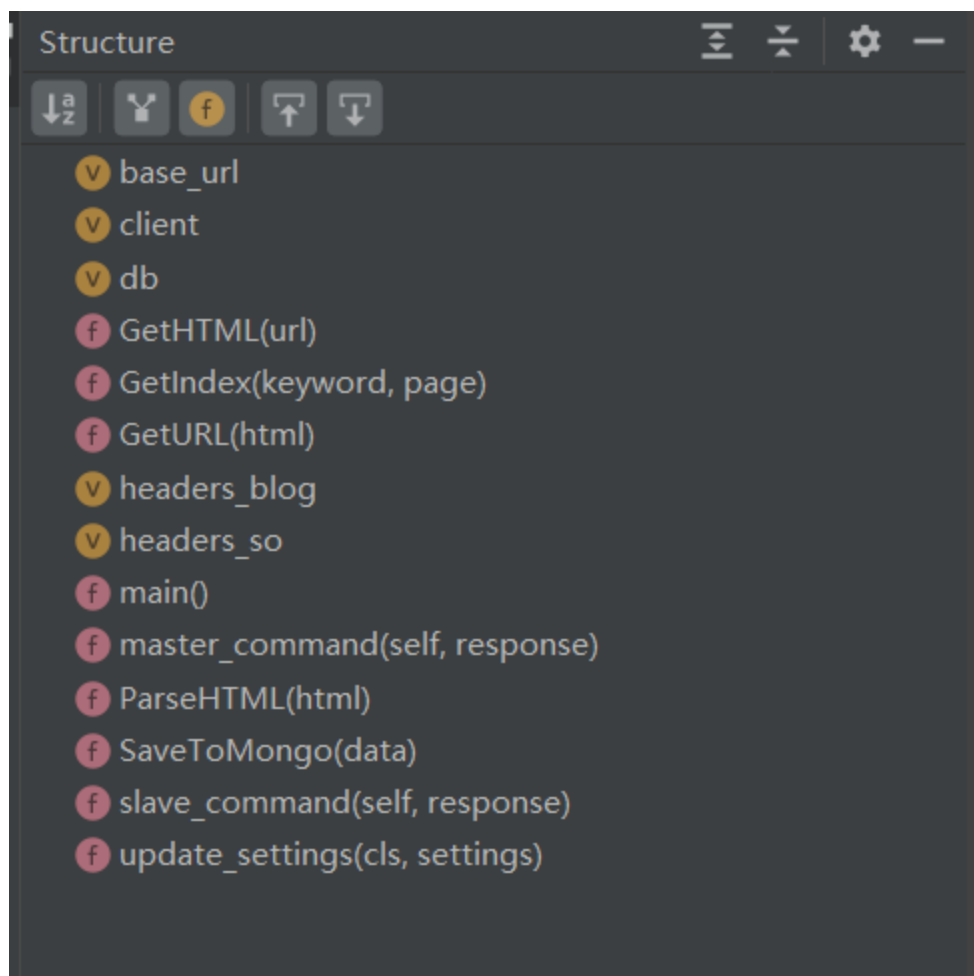 Structure
base_url
client
db
GetHTML(url)
GetIndex(keyword, page)
GetURL(html)
headers_blog
headers_so
main()
master_command(self, response)
ParseHTML(html)
SaveToMongo(data)
slave_command(self, response)
update_settings(cls, settings)